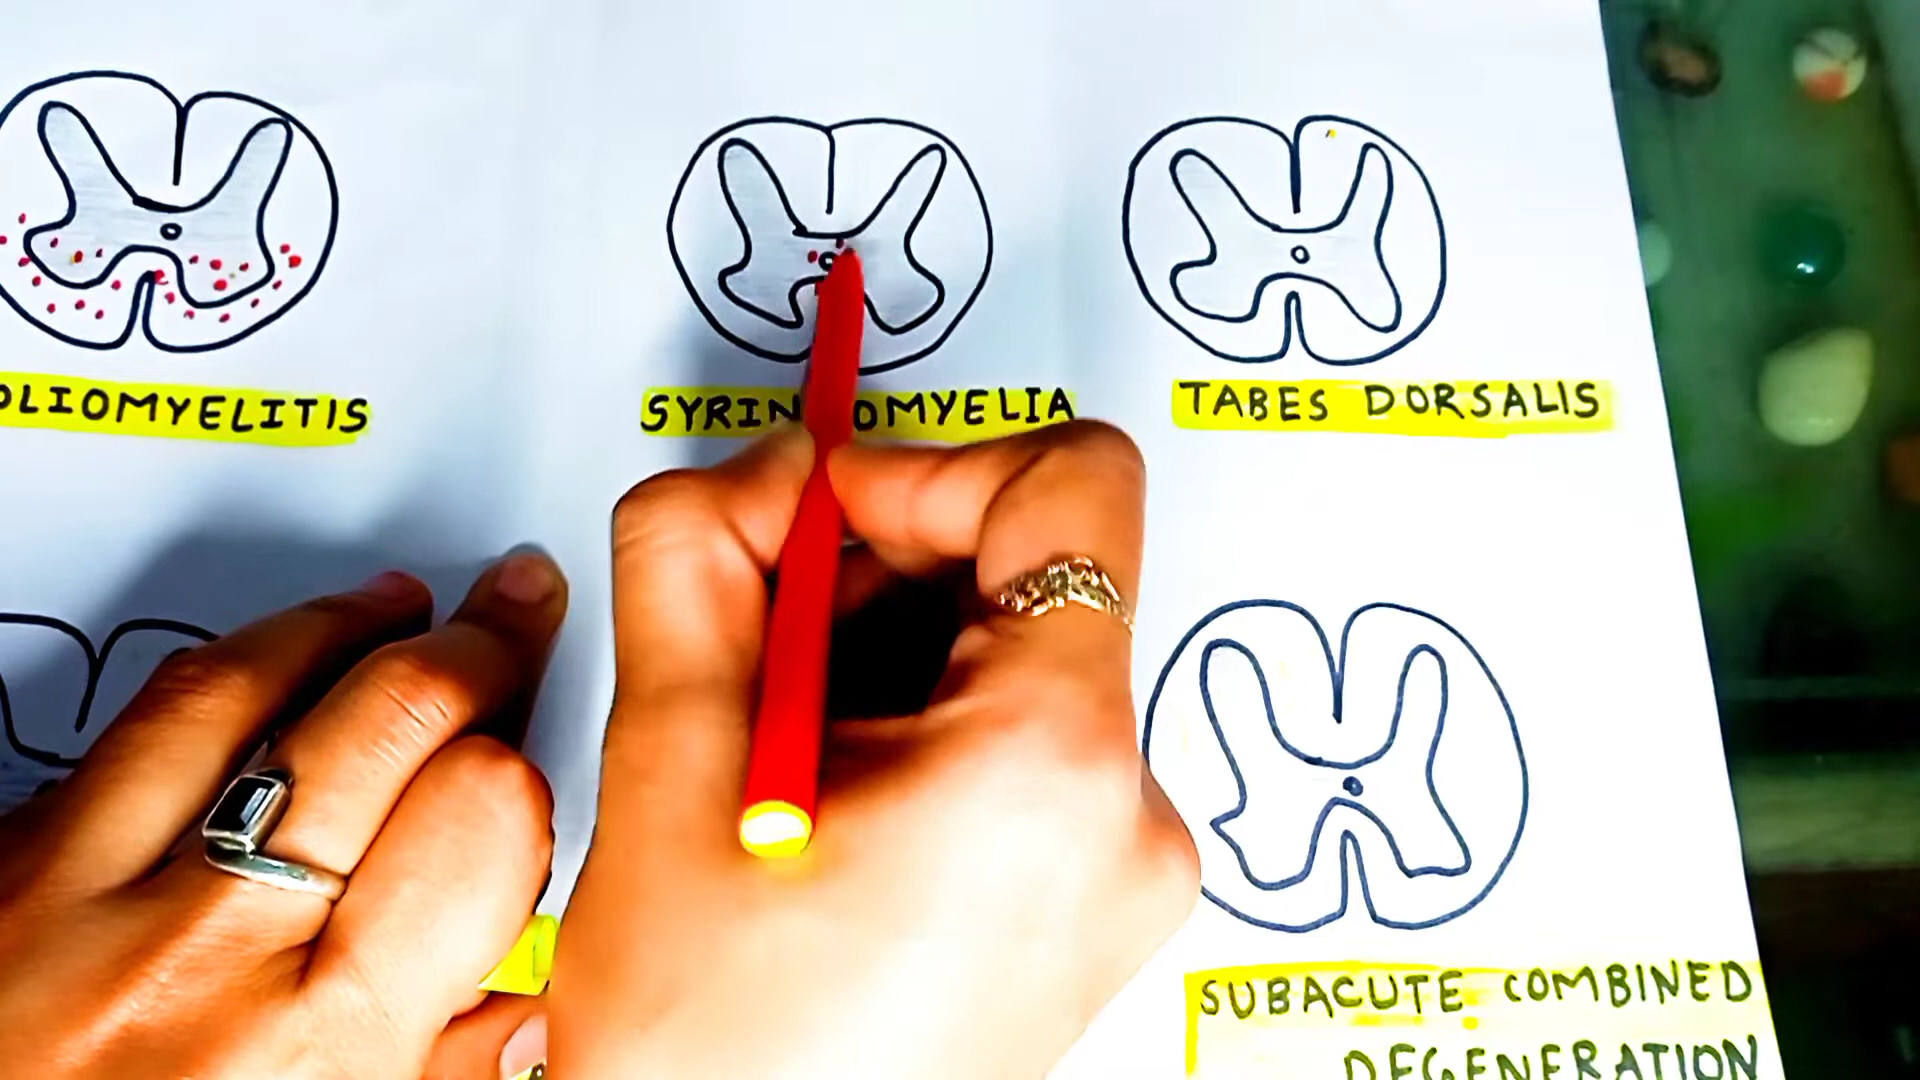 OLIOMYELITIS
SYRIN OMYELIA
TABES DORSALIS
SUBACUTE COMBINED
DEGENERATION